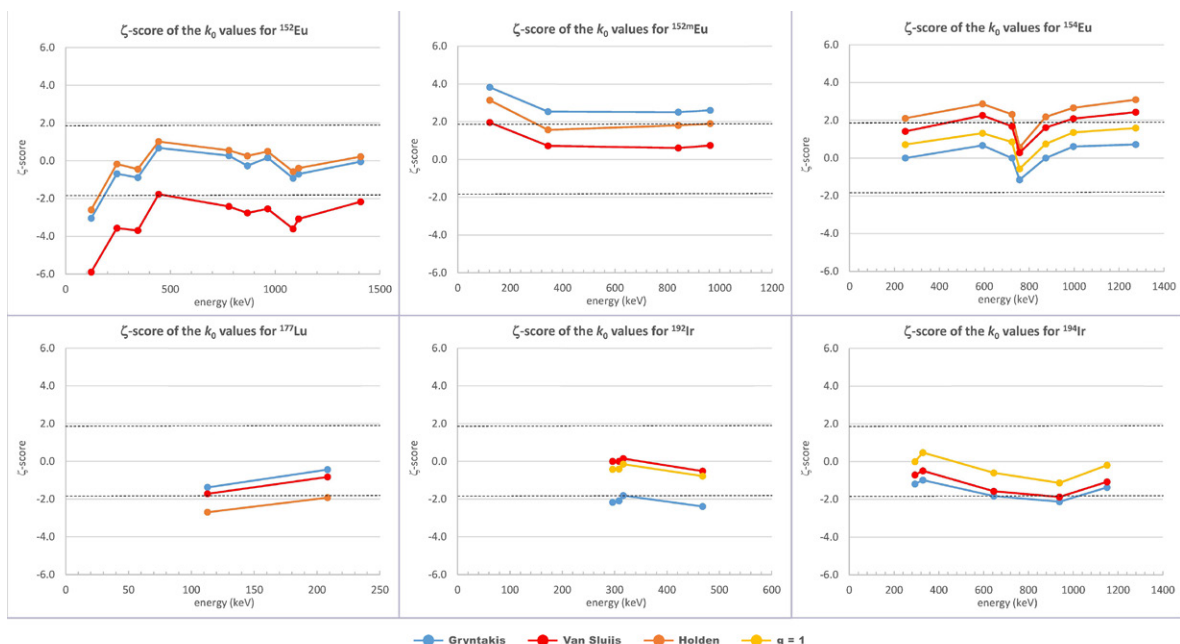 ζ-score of the k0 values for 152Eu
6.0
4.0
2.0
0.0
-2.0
-4.0
-6.0
ζ-score
0 500 1000 1500
energy (keV)
ζ-score of the k0 values for 152mEu
6.0
4.0
2.0
0.0
-2.0
-4.0
-6.0
ζ-score
0 200 400 600 800 1000 1200
energy (keV)
ζ-score of the k0 values for 154Eu
6.0
4.0
2.0
0.0
-2.0
-4.0
-6.0
ζ-score
0 200 400 600 800 1000 1200 1400
energy (keV)
ζ-score of the k0 values for 177Lu
6.0
4.0
2.0
0.0
-2.0
-4.0
-6.0
ζ-score
0 50 100 150 200 250
energy (keV)
ζ-score of the k0 values for 192Ir
6.0
4.0
2.0
0.0
-2.0
-4.0
-6.0
ζ-score
0 100 200 300 400 500 600
energy (keV)
ζ-score of the k0 values for 194Ir
6.0
4.0
2.0
0.0
-2.0
-4.0
-6.0
ζ-score
0 200 400 600 800 1000 1200 1400
energy (keV)
Gryntakis Van Sluijs Holden g = 1